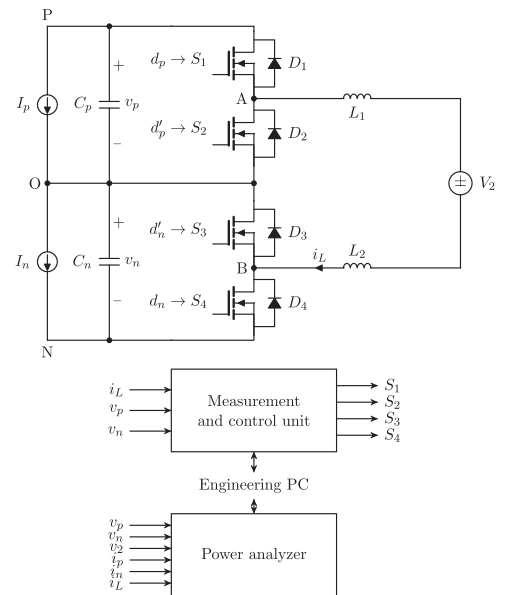 P
d_p → S_1
D_1
+
I_p
C_p
v_p
A
L_1
−
d'_p → S_2
D_2
O
±
V_2
+
d'_n → S_3
D_3
I_n
C_n
v_n
B
i_L
L_2
−
d_n → S_4
D_4
N
i_L
v_p
v_n
Measurement
and control unit
S_1
S_2
S_3
S_4
Engineering PC
v_p
v_n
v_2
i_p
i_n
i_L
Power analyzer